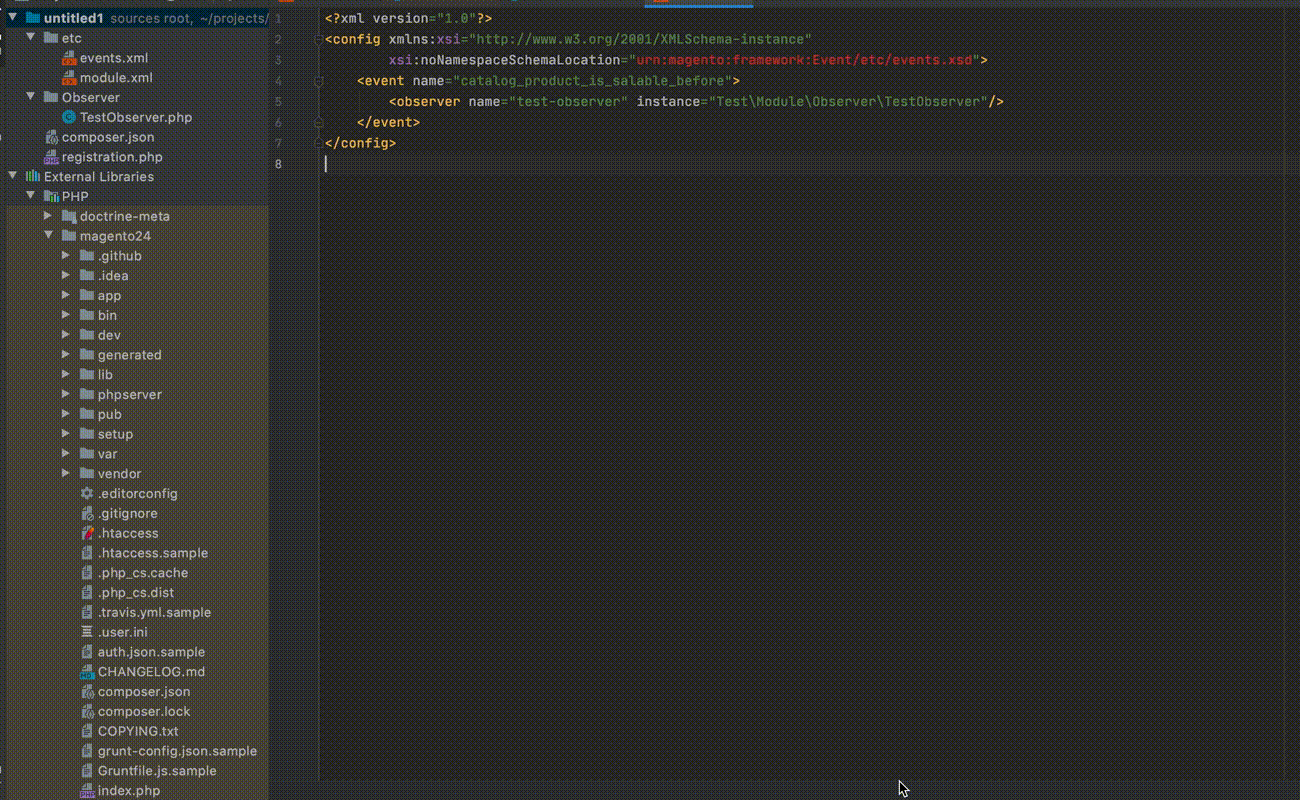 untitled1 sources root, ~/projects/
etc
events.xml
module.xml
Observer
TestObserver.php
composer.json
registration.php
External Libraries
PHP
doctrine-meta
magento24
.github
.idea
app
bin
dev
generated
lib
phpserver
pub
setup
var
vendor
.editorconfig
.gitignore
.htaccess
.htaccess.sample
.php_cs.cache
.php_cs.dist
.travis.yml.sample
.user.ini
auth.json.sample
CHANGELOG.md
composer.json
composer.lock
COPYING.txt
grunt-config.json.sample
Gruntfile.js.sample
index.php
1 <?xml version="1.0"?>
2 <config xmlns:xsi="http://www.w3.org/2001/XMLSchema-instance"
3 xsi:noNamespaceSchemaLocation="urn:magento:framework:Event/etc/events.xsd">
4 <event name="catalog_product_is_salable_before">
5 <observer name="test-observer" instance="Test\Module\Observer\TestObserver"/>
6 </event>
7 </config>
8